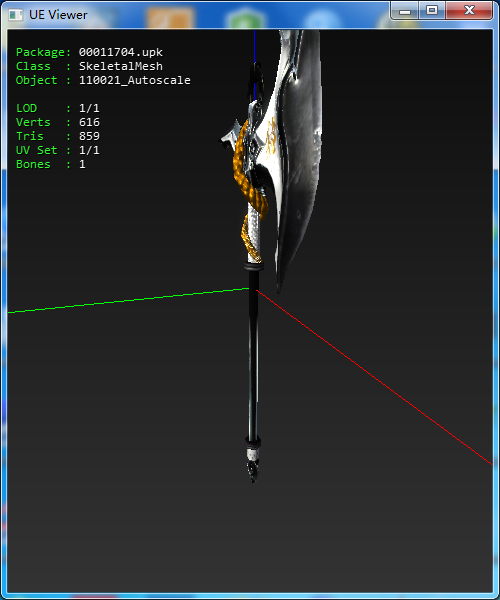 UE Viewer
Package: 00011704.upk
Class : SkeletalMesh
Object : 110021_Autoscale
LOD : 1/1
Verts : 616
Tris : 859
UV Set : 1/1
Bones : 1